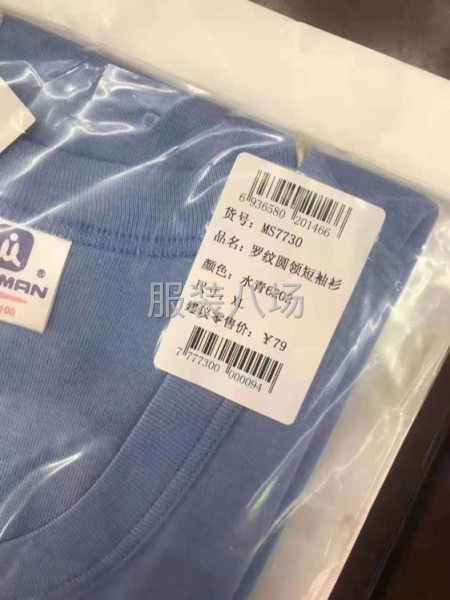 6 936580 201466
货号: MS7730
品名: 罗纹圆领短袖衫
颜色: 水青6203
尺寸: XL
建议零售价: ¥79
7 777300 000094
MAN
®
100
服装八场